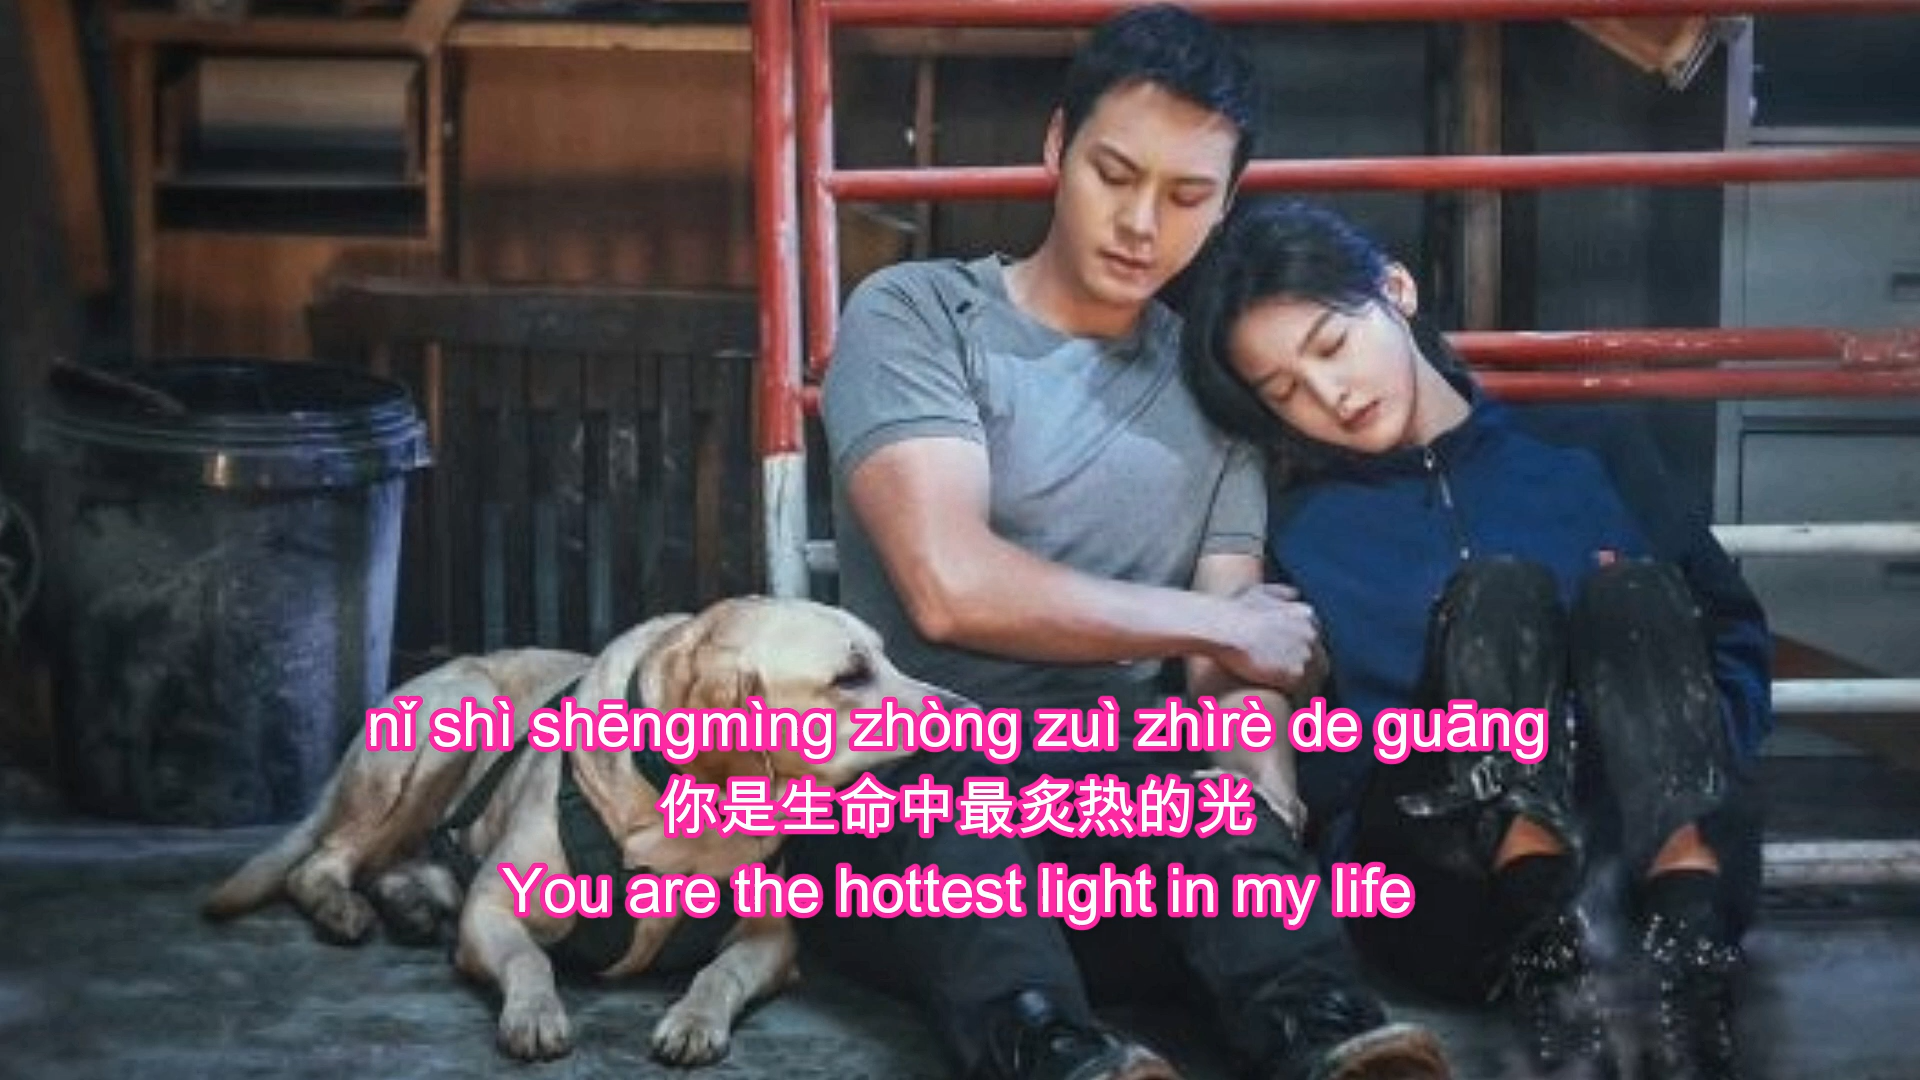 nǐ shì shēngmìng zhòng zuì zhìrè de guāng
你是生命中最炙热的光
You are the hottest light in my life